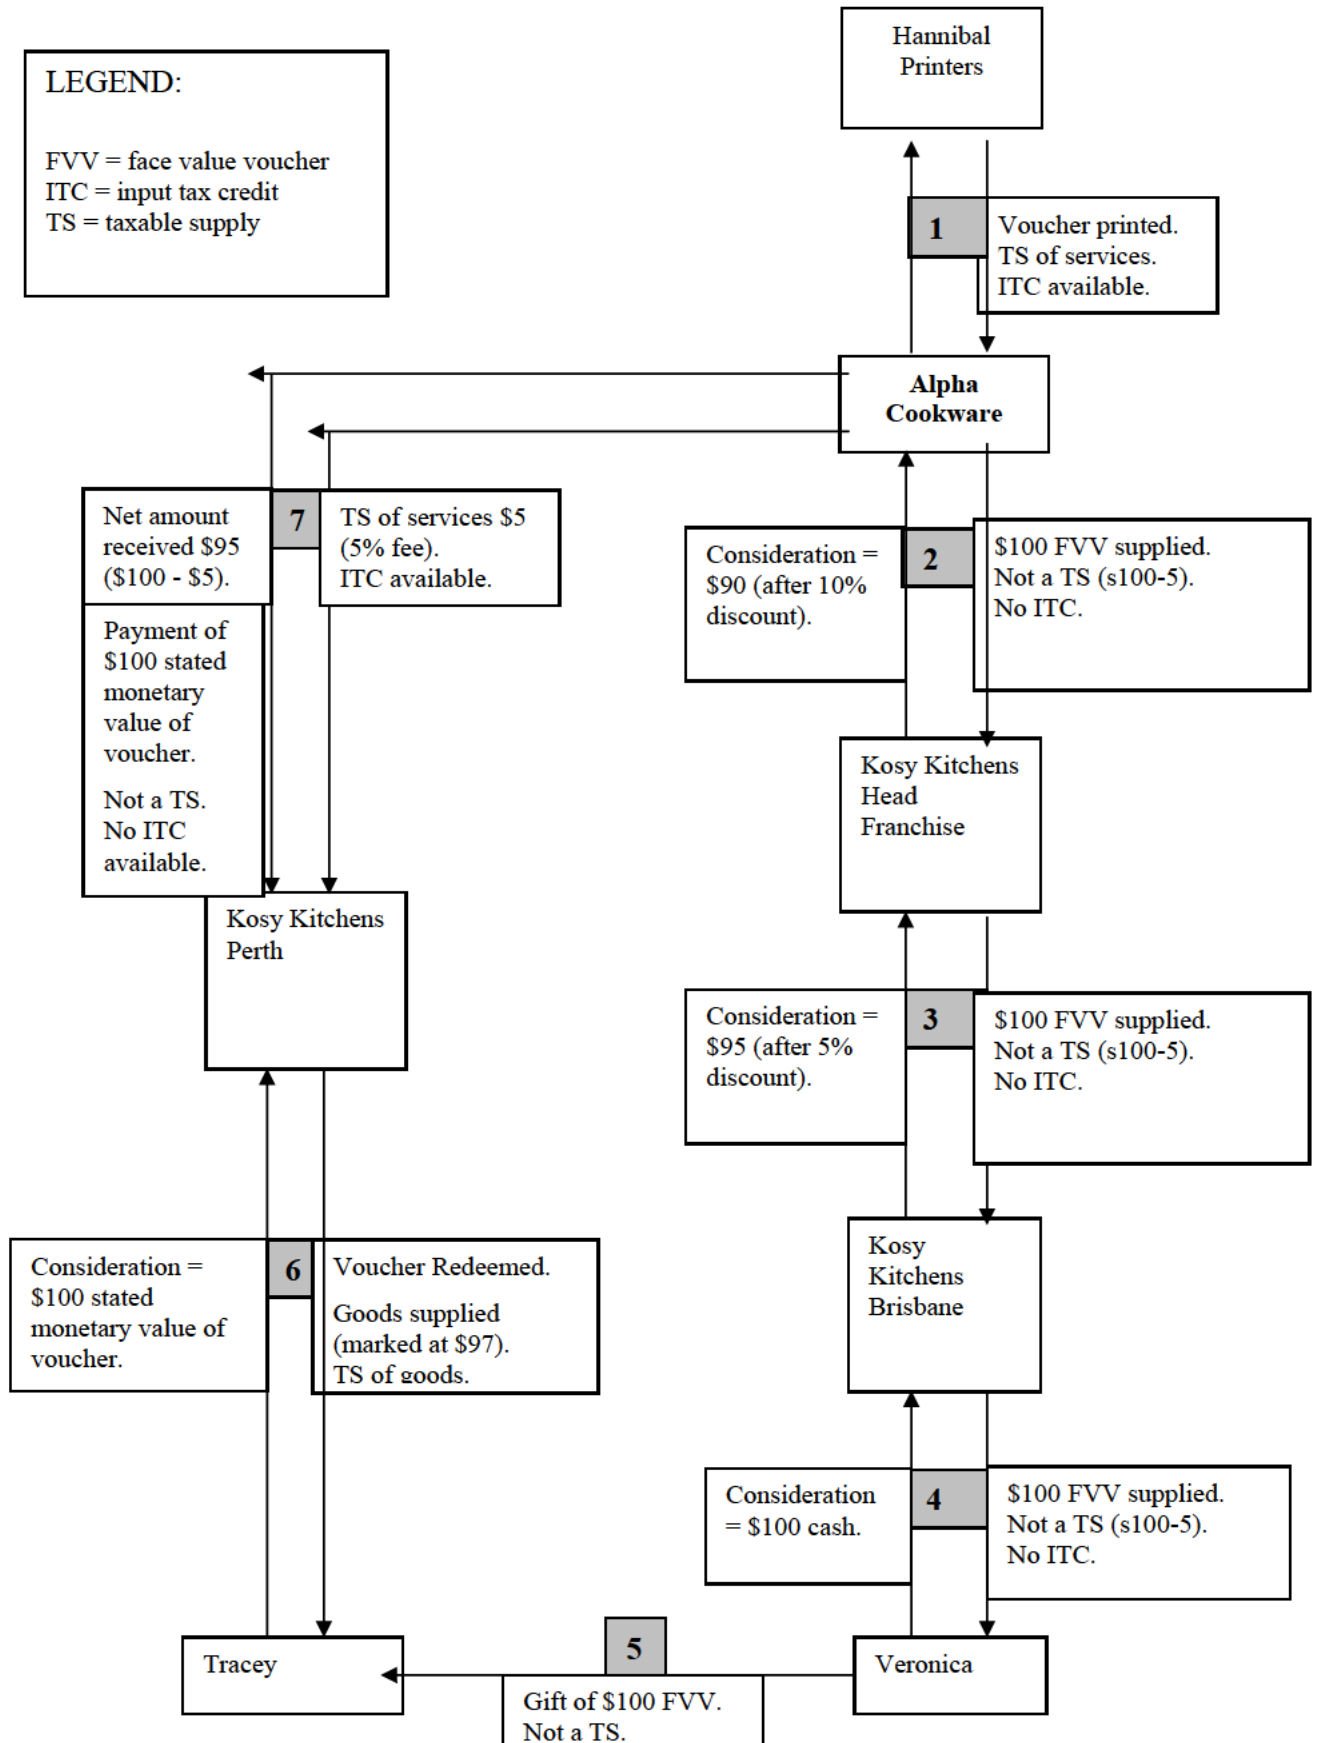 Hannibal
Printers
LEGEND:
FVV = face value voucher
ITC = input tax credit
TS = taxable supply
1
Voucher printed.
TS of services.
ITC available.
Alpha
Cookware
Net amount
received $95
($100 - $5).
7
TS of services $5
(5% fee).
ITC available.
Payment of
$100 stated
monetary
value of
voucher.
Not a TS.
No ITC
available.
Consideration =
$90 (after 10%
discount).
2
$100 FVV supplied.
Not a TS (s100-5).
No ITC.
Kosy Kitchens
Head
Franchise
Kosy Kitchens
Perth
Consideration =
$95 (after 5%
discount).
3
$100 FVV supplied.
Not a TS (s100-5).
No ITC.
Kosy
Kitchens
Brisbane
Consideration =
$100 stated
monetary value of
voucher.
6
Voucher Redeemed.
Goods supplied
(marked at $97).
TS of goods.
Consideration
= $100 cash.
4
$100 FVV supplied.
Not a TS (s100-5).
No ITC.
Tracey
5
Veronica
Gift of $100 FVV.
Not a TS.